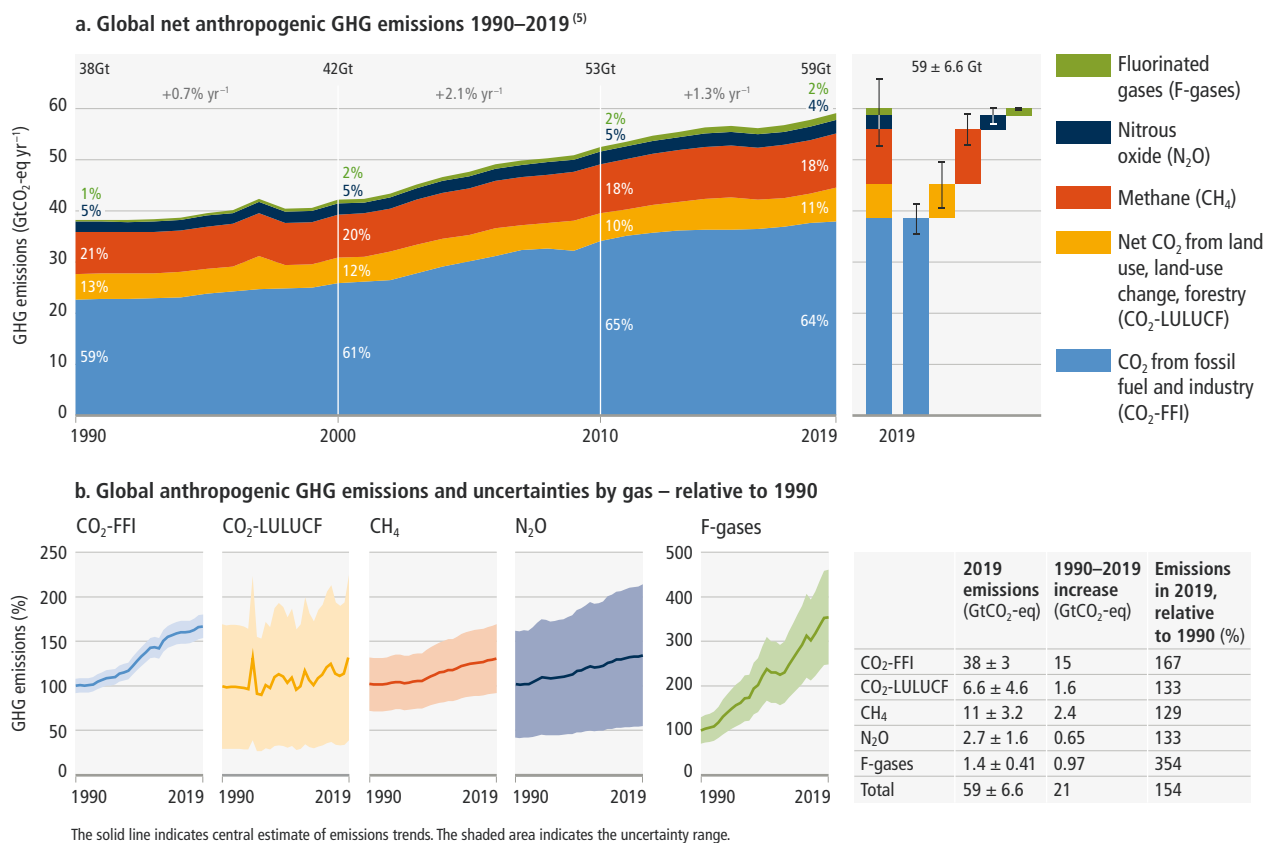 a. Global net anthropogenic GHG emissions 1990–2019 (5)
38Gt
42Gt
53Gt
59Gt
+0.7% yr⁻¹
+2.1% yr⁻¹
+1.3% yr⁻¹
GHG emissions (GtCO₂-eq yr⁻¹)
60
50
40
30
20
10
0
1%
5%
21%
13%
59%
2%
5%
20%
12%
61%
2%
5%
18%
10%
65%
2%
4%
18%
11%
64%
1990
2000
2010
2019
59 ± 6.6 Gt
2019
Fluorinated
gases (F-gases)
Nitrous
oxide (N₂O)
Methane (CH₄)
Net CO₂ from land
use, land-use
change, forestry
(CO₂-LULUCF)
CO₂ from fossil
fuel and industry
(CO₂-FFI)
b. Global anthropogenic GHG emissions and uncertainties by gas – relative to 1990
GHG emissions (%)
CO₂-FFI
CO₂-LULUCF
CH₄
N₂O
F-gases
250
200
150
100
50
0
500
400
300
200
100
0
1990 2019
1990 2019
1990 2019
1990 2019
1990 2019
2019 emissions (GtCO₂-eq)
1990–2019 increase (GtCO₂-eq)
Emissions in 2019, relative to 1990 (%)
CO₂-FFI 38 ± 3 15 167
CO₂-LULUCF 6.6 ± 4.6 1.6 133
CH₄ 11 ± 3.2 2.4 129
N₂O 2.7 ± 1.6 0.65 133
F-gases 1.4 ± 0.41 0.97 354
Total 59 ± 6.6 21 154
The solid line indicates central estimate of emissions trends. The shaded area indicates the uncertainty range.